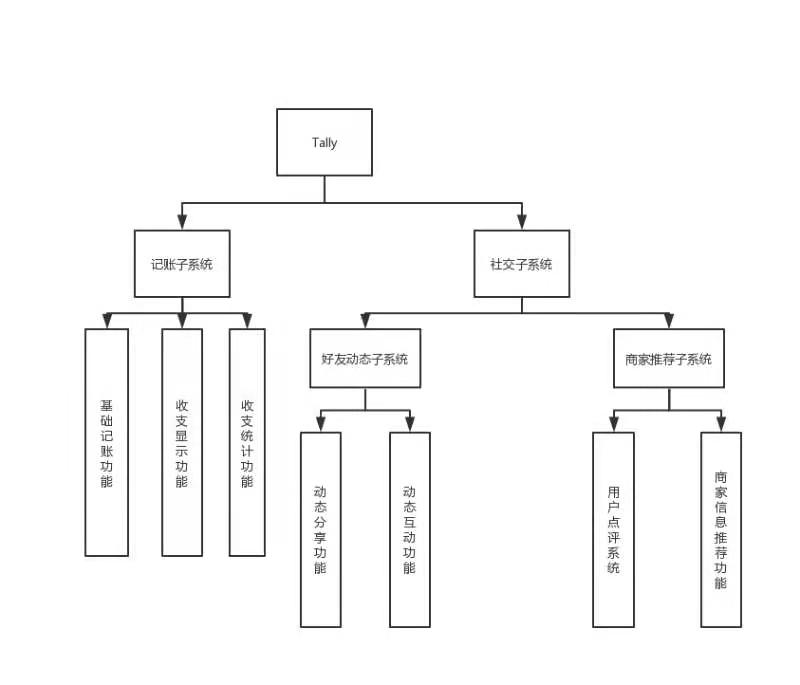 Tally
记账子系统
社交子系统
好友动态子系统
商家推荐子系统
基础记账功能
收支显示功能
收支统计功能
动态分享功能
动态互动功能
用户点评系统
商家信息推荐功能